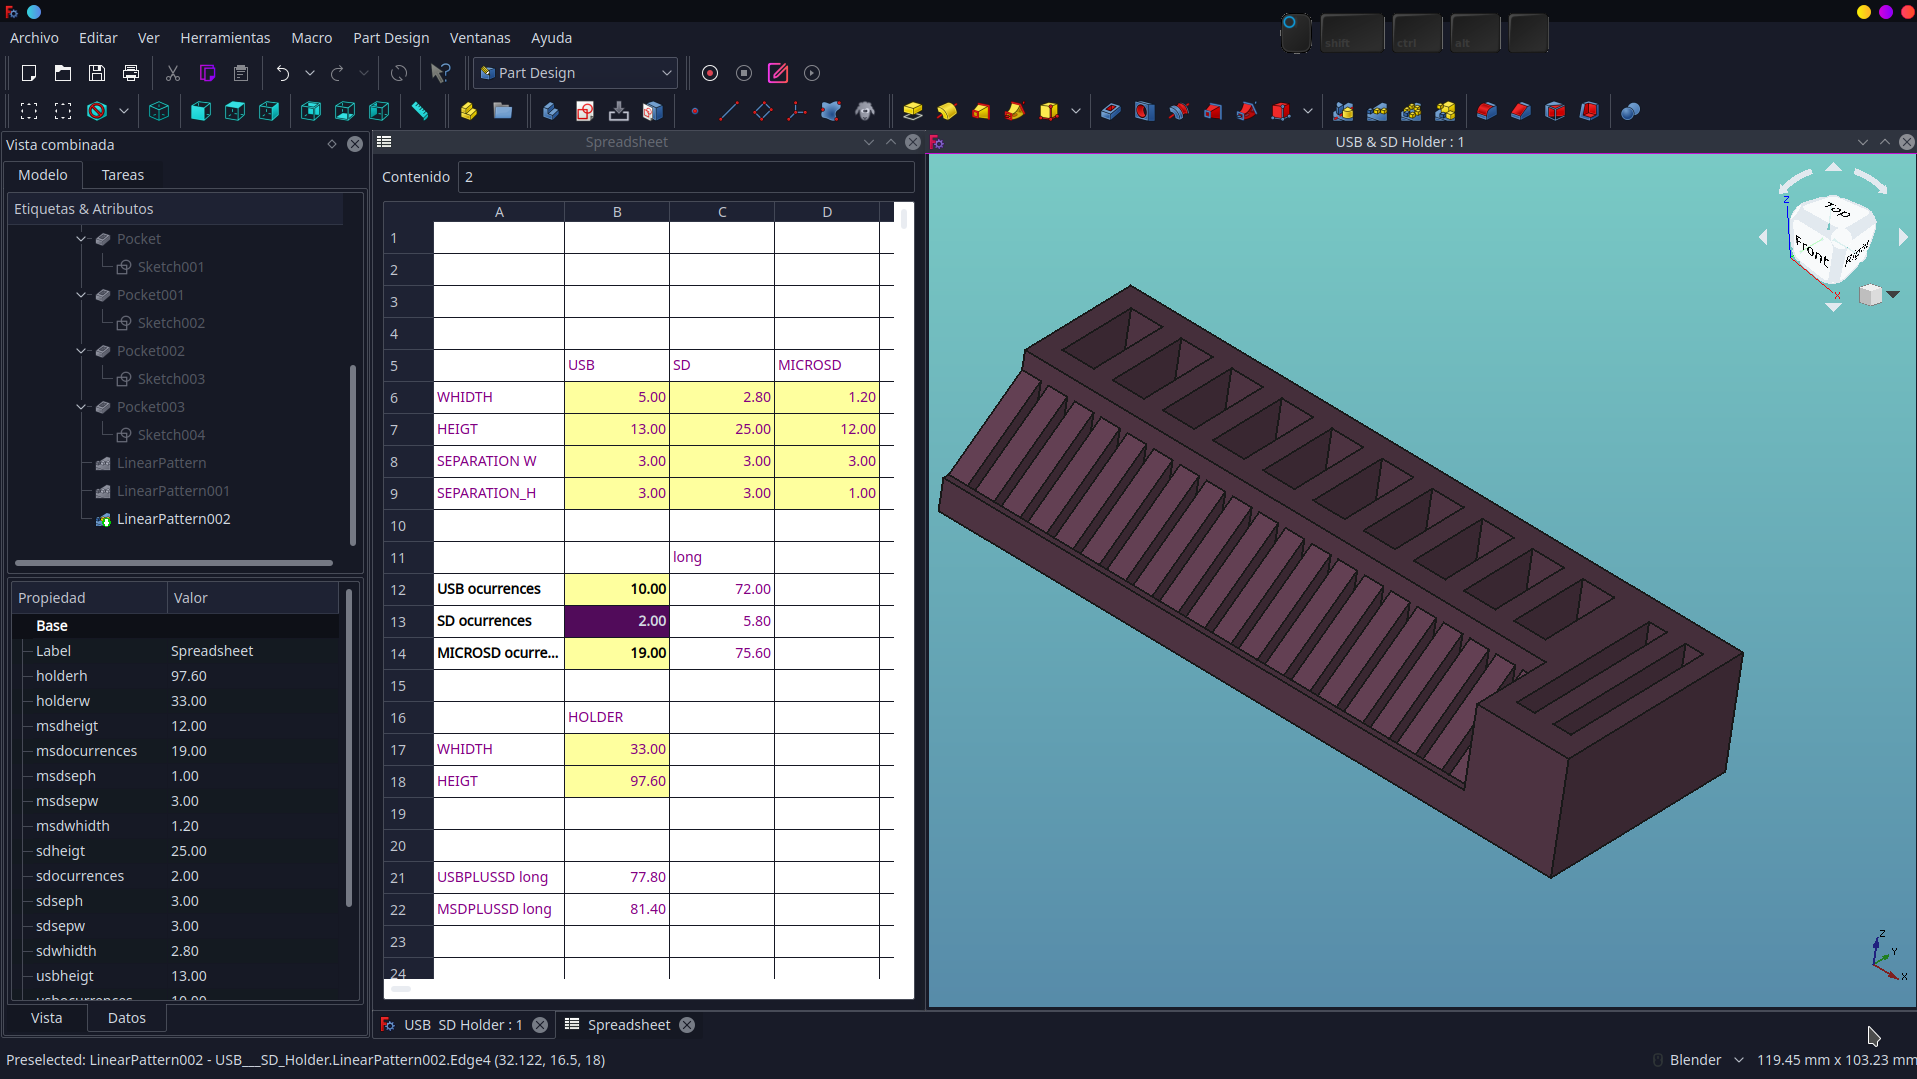 Archivo Editar Ver Herramientas Macro Part Design Ventanas Ayuda
shift ctrl alt
Part Design
Vista combinada
Modelo Tareas
Etiquetas & Atributos
Pocket
Sketch001
Pocket001
Sketch002
Pocket002
Sketch003
Pocket003
Sketch004
LinearPattern
LinearPattern001
LinearPattern002
Propiedad Valor
Base
Label Spreadsheet
holderh 97.60
holderw 33.00
msdheigt 12.00
msdocurrences 19.00
msdseph 1.00
msdsepw 3.00
msdwhidth 1.20
sdheigt 25.00
sdocurrences 2.00
sdseph 3.00
sdsepw 3.00
sdwhidth 2.80
usbheigt 13.00
Vista Datos
Spreadsheet
Contenido 2
A B C D
1
2
3
4
5 USB SD MICROSD
6 WHIDTH 5.00 2.80 1.20
7 HEIGT 13.00 25.00 12.00
8 SEPARATION W 3.00 3.00 3.00
9 SEPARATION_H 3.00 3.00 1.00
10
11 long
12 USB ocurrences 10.00 72.00
13 SD ocurrences 2.00 5.80
14 MICROSD ocurre... 19.00 75.60
15
16 HOLDER
17 WHIDTH 33.00
18 HEIGT 97.60
19
20
21 USBPLUSSD long 77.80
22 MSDPLUSSD long 81.40
23
24
USB & SD Holder : 1
Top
Front
Z
X
Z
Y
X
USB SD Holder : 1 Spreadsheet
Preselected: LinearPattern002 - USB___SD_Holder.LinearPattern002.Edge4 (32.122, 16.5, 18)
Blender 119.45 mm x 103.23 mm